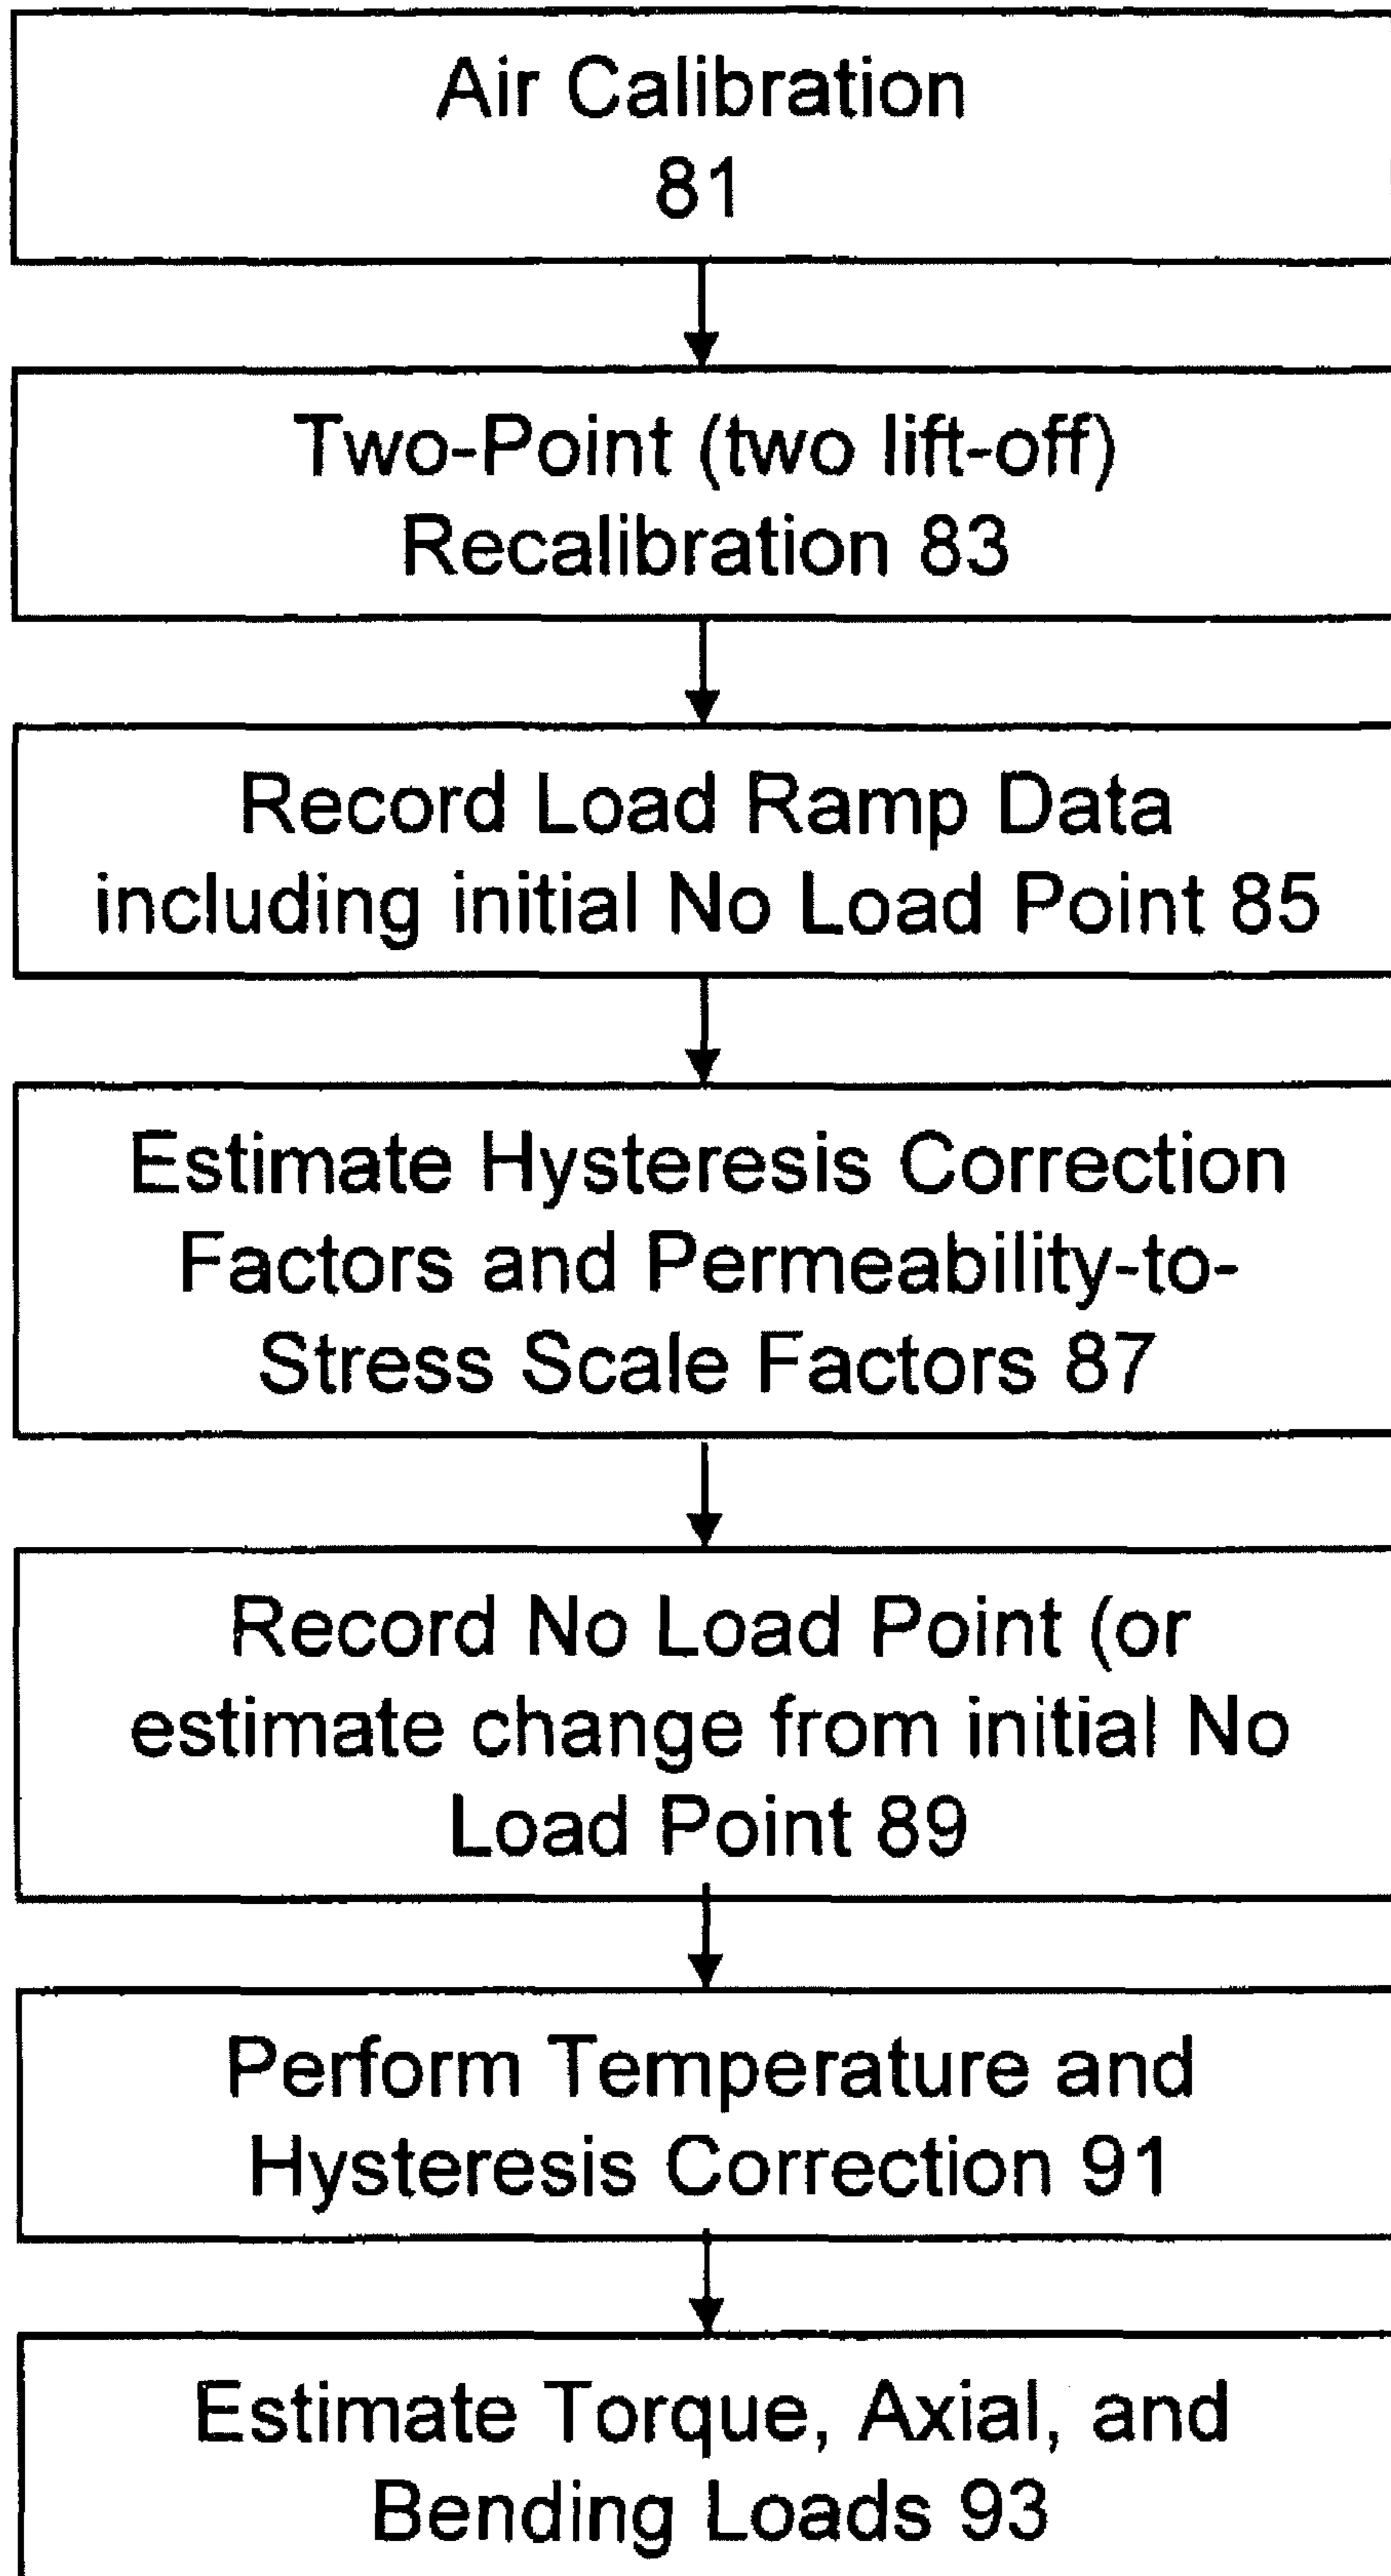 Air Calibration
81
Two-Point (two lift-off)
Recalibration 83
Record Load Ramp Data
including initial No Load Point 85
Estimate Hysteresis Correction
Factors and Permeability-to-
Stress Scale Factors 87
Record No Load Point (or
estimate change from initial No
Load Point 89
Perform Temperature and
Hysteresis Correction 91
Estimate Torque, Axial, and
Bending Loads 93